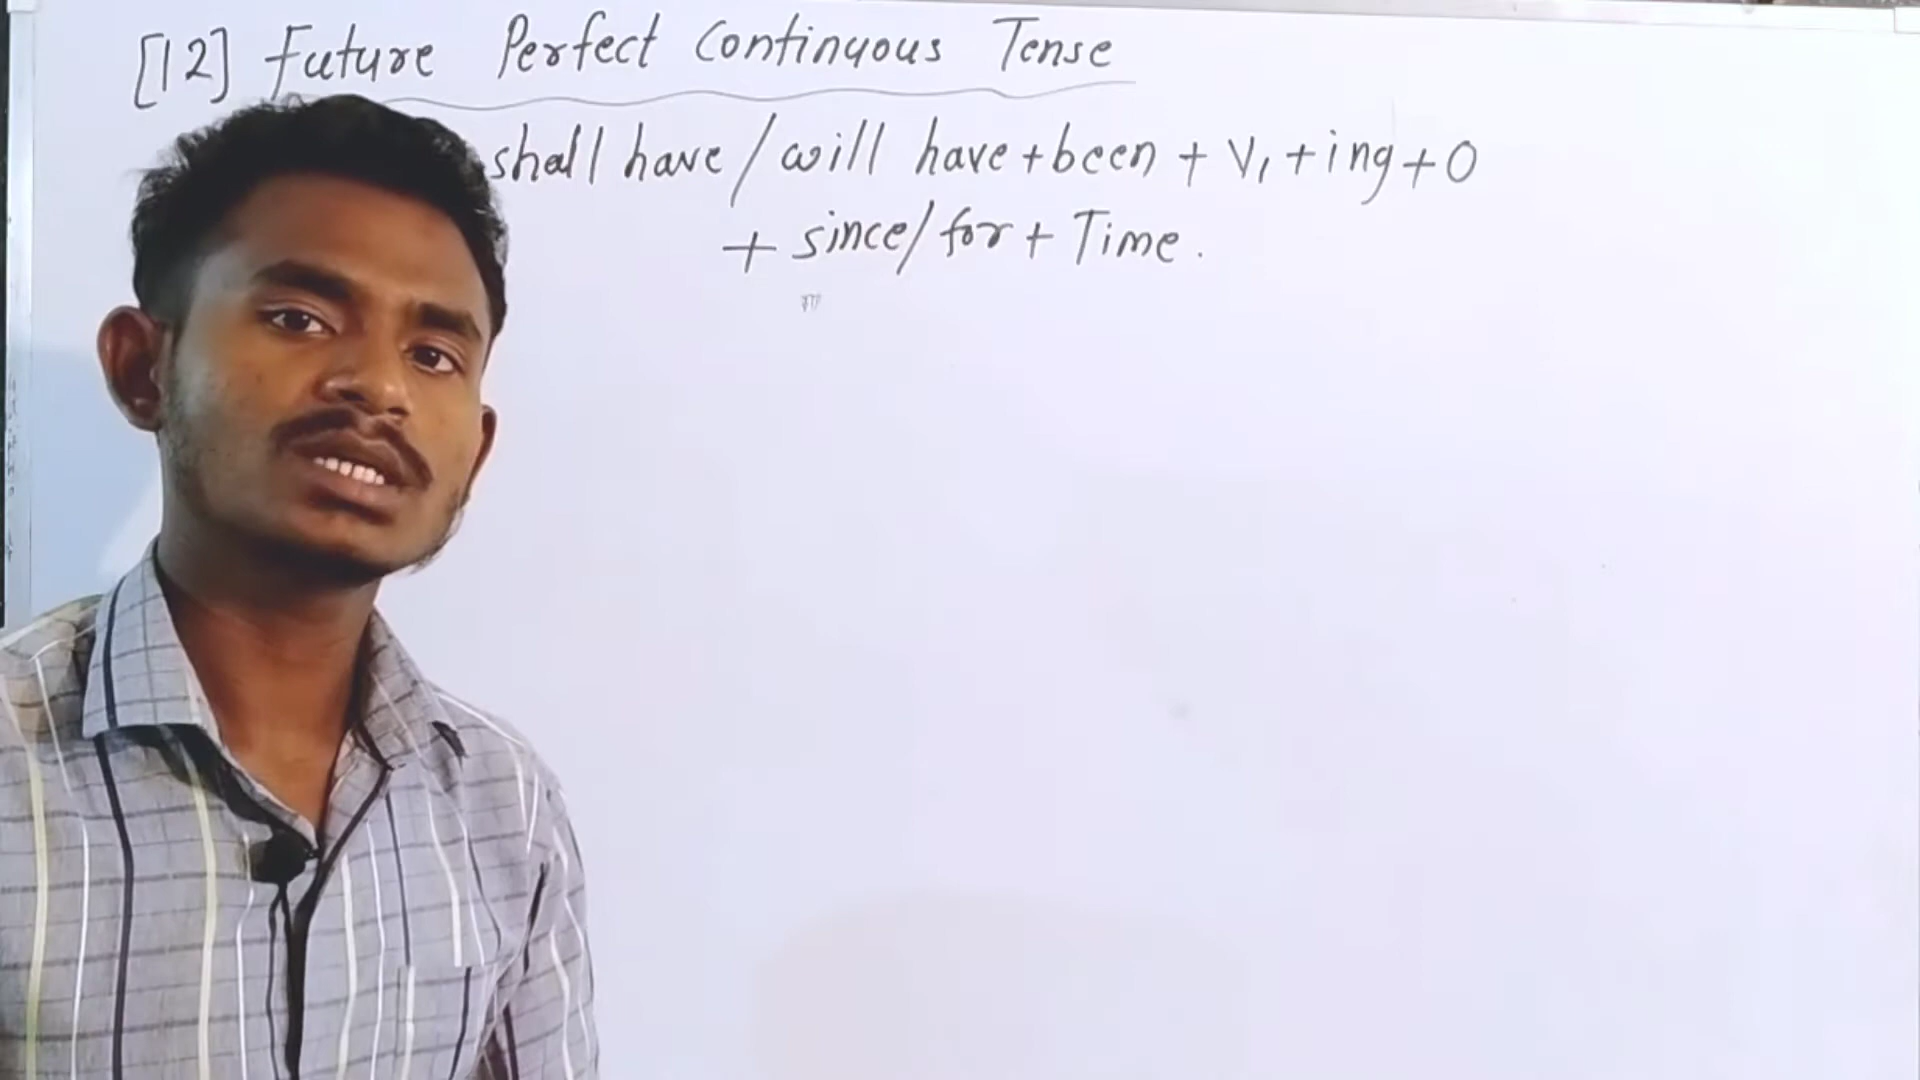 [12] Future Perfect Continuous Tense
shall have / will have + been + V₁ + ing + O
+ since / for + Time.